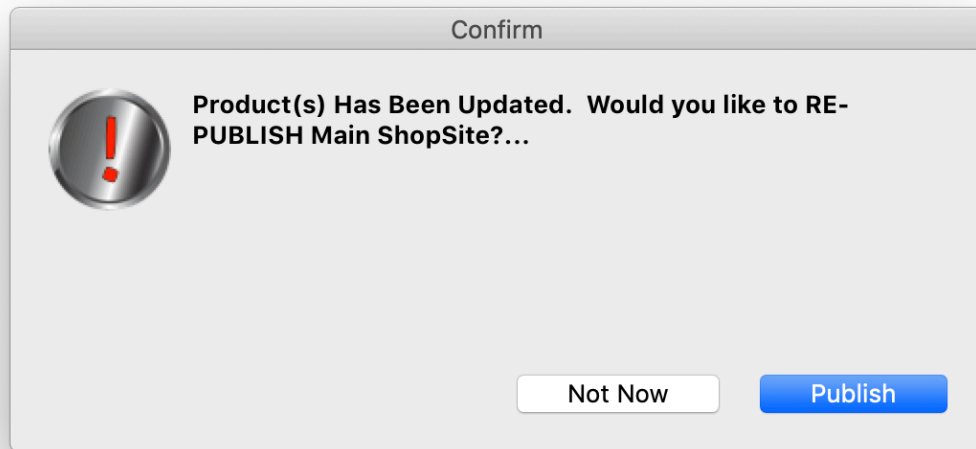 Confirm
Product(s) Has Been Updated.  Would you like to RE-
PUBLISH Main ShopSite?...
Not Now
Publish